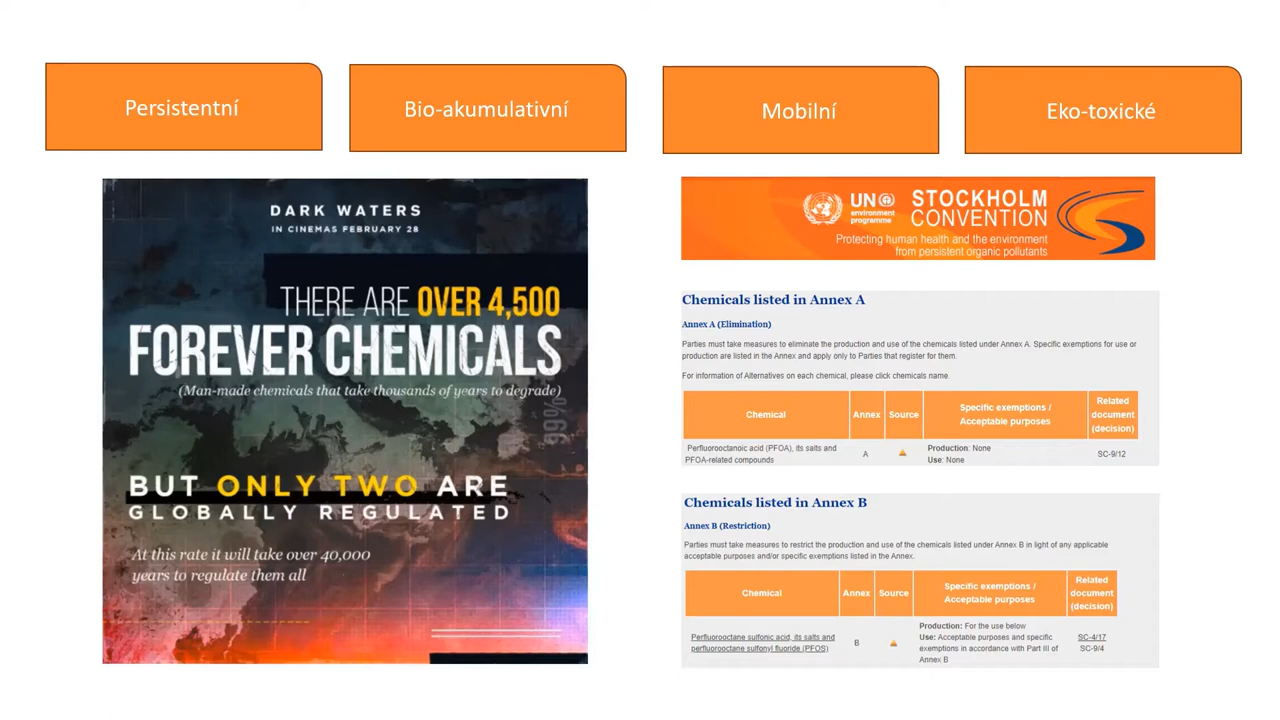 Persistentní
Bio-akumulativní
Mobilní
Eko-toxické
DARK WATERS
IN CINEMAS FEBRUARY 28
THERE ARE OVER 4,500
FOREVER CHEMICALS
(Man-made chemicals that take thousands of years to degrade)
99%
BUT ONLY TWO ARE
GLOBALLY REGULATED
At this rate it will take over 40,000
years to regulate them all
UN
environment
programme
STOCKHOLM
CONVENTION
Protecting human health and the environment
from persistent organic pollutants
Chemicals listed in Annex A
Annex A (Elimination)
Parties must take measures to eliminate the production and use of the chemicals listed under Annex A. Specific exemptions for use or
production are listed in the Annex and apply only to Parties that register for them.
For information of Alternatives on each chemical, please click chemicals name.
Chemical
Annex
Source
Specific exemptions /
Acceptable purposes
Related
document
(decision)
Perfluorooctanoic acid (PFOA), its salts and
PFOA-related compounds
A
Production: None
Use: None
SC-9/12
Chemicals listed in Annex B
Annex B (Restriction)
Parties must take measures to restrict the production and use of the chemicals listed under Annex B in light of any applicable
acceptable purposes and/or specific exemptions listed in the Annex.
Chemical
Annex
Source
Specific exemptions /
Acceptable purposes
Related
document
(decision)
Perfluorooctane sulfonic acid, its salts and
perfluorooctane sulfonyl fluoride (PFOS)
B
Production: For the use below
Use: Acceptable purposes and specific
exemptions in accordance with Part III of
Annex B
SC-4/17
SC-9/4